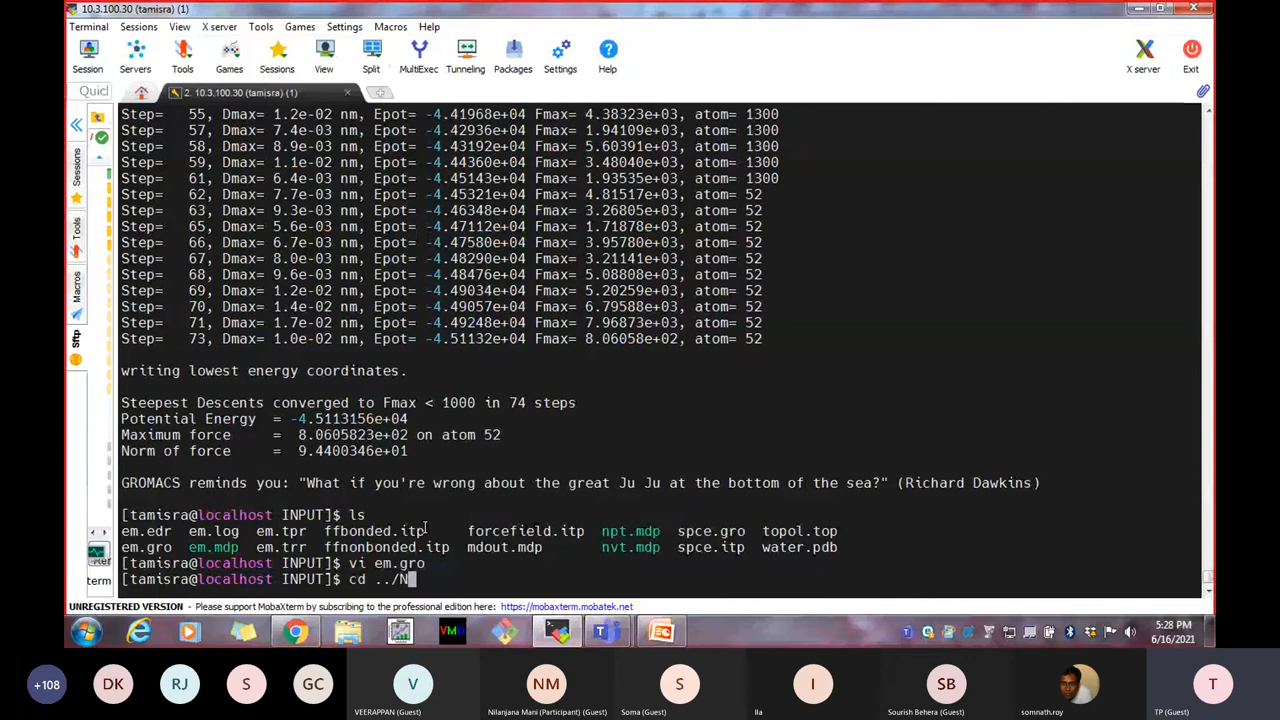 10.3.100.30 (tamisra) (1)
Terminal Sessions View X server Games Settings Macros Help
Session Servers Tools Games Sessions View Split MultiExec Tunneling Packages Settings Help X server Exit
Quic 2. 10.3.100.30 (tamisra) (1)
Sessions
Tools
Macros
Sftp
Step= 55, Dmax= 1.2e-02 nm, Epot= -4.41968e+04 Fmax= 4.38323e+03, atom= 1300
Step= 57, Dmax= 7.4e-03 nm, Epot= -4.42936e+04 Fmax= 1.94109e+03, atom= 1300
Step= 58, Dmax= 8.9e-03 nm, Epot= -4.43192e+04 Fmax= 5.60391e+03, atom= 1300
Step= 59, Dmax= 1.1e-02 nm, Epot= -4.44360e+04 Fmax= 3.48040e+03, atom= 1300
Step= 61, Dmax= 6.4e-03 nm, Epot= -4.45143e+04 Fmax= 1.93535e+03, atom= 1300
Step= 62, Dmax= 7.7e-03 nm, Epot= -4.45321e+04 Fmax= 4.81517e+03, atom= 52
Step= 63, Dmax= 9.3e-03 nm, Epot= -4.46348e+04 Fmax= 3.26805e+03, atom= 52
Step= 65, Dmax= 5.6e-03 nm, Epot= -4.47112e+04 Fmax= 1.71878e+03, atom= 52
Step= 66, Dmax= 6.7e-03 nm, Epot= -4.47580e+04 Fmax= 3.95780e+03, atom= 52
Step= 67, Dmax= 8.0e-03 nm, Epot= -4.48290e+04 Fmax= 3.21141e+03, atom= 52
Step= 68, Dmax= 9.6e-03 nm, Epot= -4.48476e+04 Fmax= 5.08808e+03, atom= 52
Step= 69, Dmax= 1.2e-02 nm, Epot= -4.49034e+04 Fmax= 5.20259e+03, atom= 52
Step= 70, Dmax= 1.4e-02 nm, Epot= -4.49057e+04 Fmax= 6.79588e+03, atom= 52
Step= 71, Dmax= 1.7e-02 nm, Epot= -4.49248e+04 Fmax= 7.96873e+03, atom= 52
Step= 73, Dmax= 1.0e-02 nm, Epot= -4.51132e+04 Fmax= 8.06058e+02, atom= 52
writing lowest energy coordinates.
Steepest Descents converged to Fmax < 1000 in 74 steps
Potential Energy = -4.5113156e+04
Maximum force = 8.0605823e+02 on atom 52
Norm of force = 9.4400346e+01
GROMACS reminds you: "What if you're wrong about the great Ju Ju at the bottom of the sea?" (Richard Dawkins)
[tamisra@localhost INPUT]$ ls
em.edr em.log em.tpr ffbonded.itp forcefield.itp npt.mdp spce.gro topol.top
em.gro em.mdp em.trr ffnonbonded.itp mdout.mdp nvt.mdp spce.itp water.pdb
[tamisra@localhost INPUT]$ vi em.gro
[tamisra@localhost INPUT]$ cd ../N
term
UNREGISTERED VERSION - Please support MobaXterm by subscribing to the professional edition here: https://mobaxterm.mobatek.net
VMD
5:28 PM
6/16/2021
+108 DK RJ S GC V NM S I SB T
VEERAPPAN (Guest) Nilanjana Mani (Participant) (Guest) Soma (Guest) Ila Sourish Behera (Guest) somnath.roy TP (Guest)